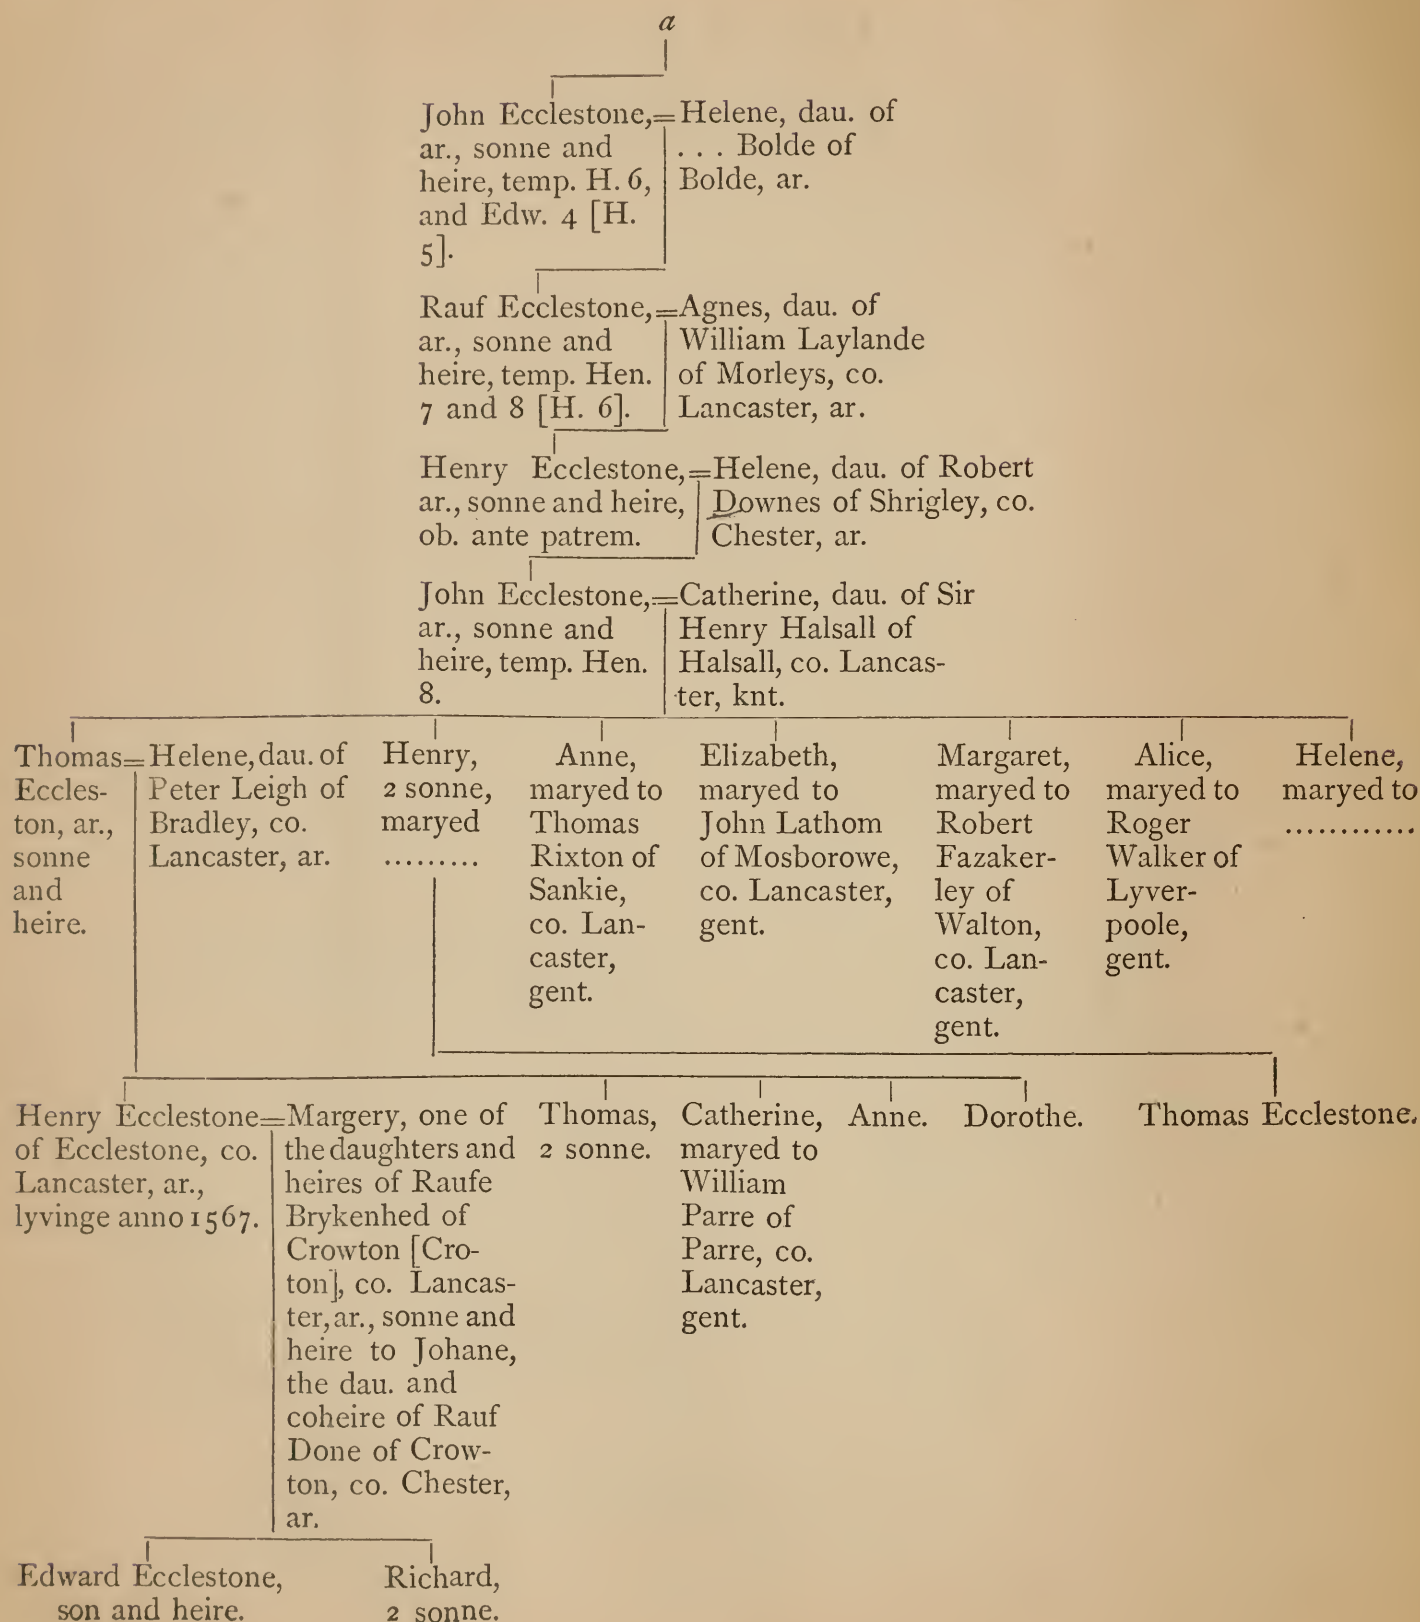 a
John Ecclestone,=Helene, dau. of
ar., sonne and
heire, temp. H. 6,
and Edw. 4 [H.
5].
. . . Bolde of
Bolde, ar.
Rauf Ecclestone,=Agnes, dau. of
ar., sonne and
heire, temp. Hen.
7 and 8 [H. 6].
William Laylande
of Morleys, co.
Lancaster, ar.
Henry Ecclestone,=Helene, dau. of Robert
ar., sonne and heire,
ob. ante patrem.
Downes of Shrigley, co.
Chester, ar.
John Ecclestone,=Catherine, dau. of Sir
ar., sonne and
heire, temp. Hen.
8.
Henry Halsall of
Halsall, co. Lancas-
ter, knt.
Thomas=Helene, dau. of
Eccles-
ton, ar.,
sonne
and
heire.
Peter Leigh of
Bradley, co.
Lancaster, ar.
Henry,
2 sonne,
maryed
.........
Anne,
maryed to
Thomas
Rixton of
Sankie,
co. Lan-
caster,
gent.
Elizabeth,
maryed to
John Lathom
of Mosborowe,
co. Lancaster,
gent.
Margaret,
maryed to
Robert
Fazaker-
ley of
Walton,
co. Lan-
caster,
gent.
Alice,
maryed to
Roger
Walker of
Lyver-
poole,
gent.
Helene,
maryed to
............
Henry Ecclestone=Margery, one of
of Ecclestone, co.
Lancaster, ar.,
lyvinge anno 1567.
the daughters and
heires of Raufe
Brykenhed of
Crowton [Cro-
ton], co. Lancas-
ter, ar., sonne and
heire to Johane,
the dau. and
coheire of Rauf
Done of Crow-
ton, co. Chester,
ar.
Thomas,
2 sonne.
Catherine,
maryed to
William
Parre of
Parre, co.
Lancaster,
gent.
Anne.
Dorothe.
Thomas Ecclestone.
Edward Ecclestone,
son and heire.
Richard,
2 sonne.